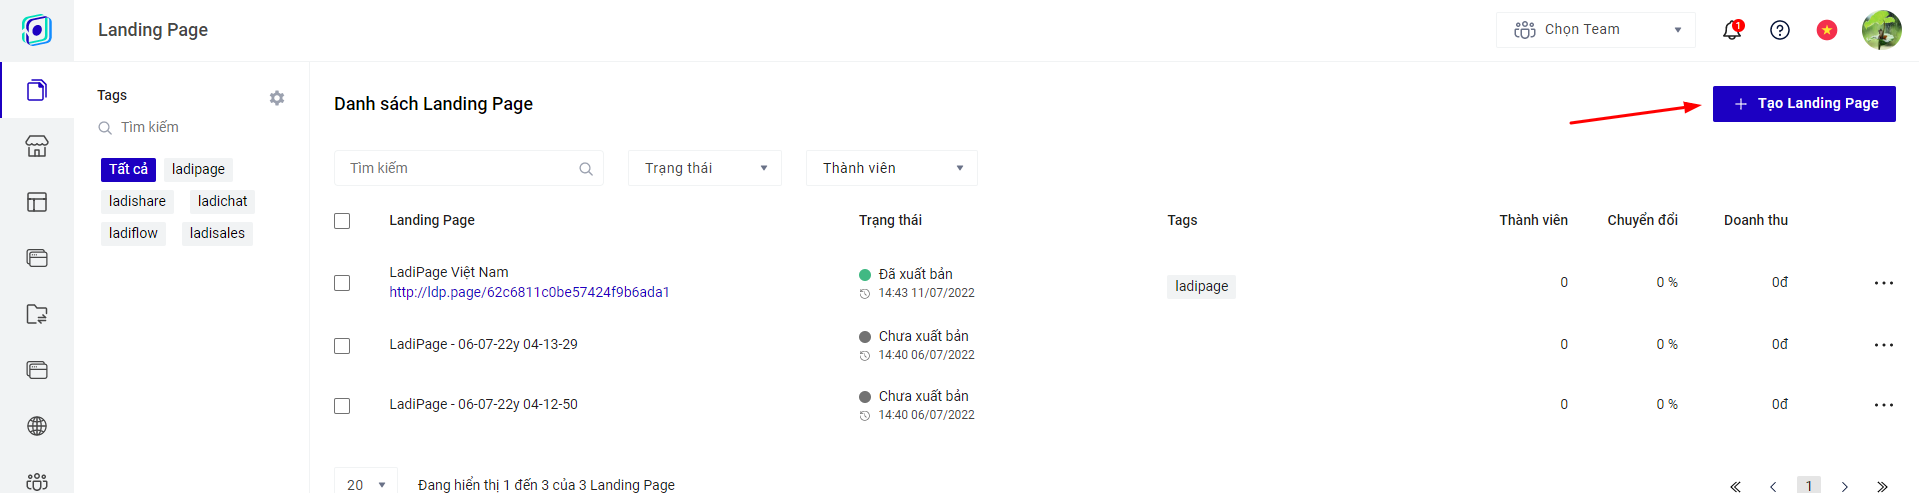 Landing Page
Chọn Team
1
Tags
Tìm kiếm
Tất cả
ladipage
ladishare
ladichat
ladiflow
ladisales
Danh sách Landing Page
Tạo Landing Page
Tìm kiếm
Trạng thái
Thành viên
Landing Page Trạng thái Tags Thành viên Chuyển đổi Doanh thu
LadiPage Việt Nam
http://ldp.page/62c6811c0be57424f9b6ada1
Đã xuất bản
14:43 11/07/2022
ladipage
0 0 % 0đ
LadiPage - 06-07-22y 04-13-29
Chưa xuất bản
14:40 06/07/2022
0 0 % 0đ
LadiPage - 06-07-22y 04-12-50
Chưa xuất bản
14:40 06/07/2022
0 0 % 0đ
20
Đang hiển thị 1 đến 3 của 3 Landing Page
1